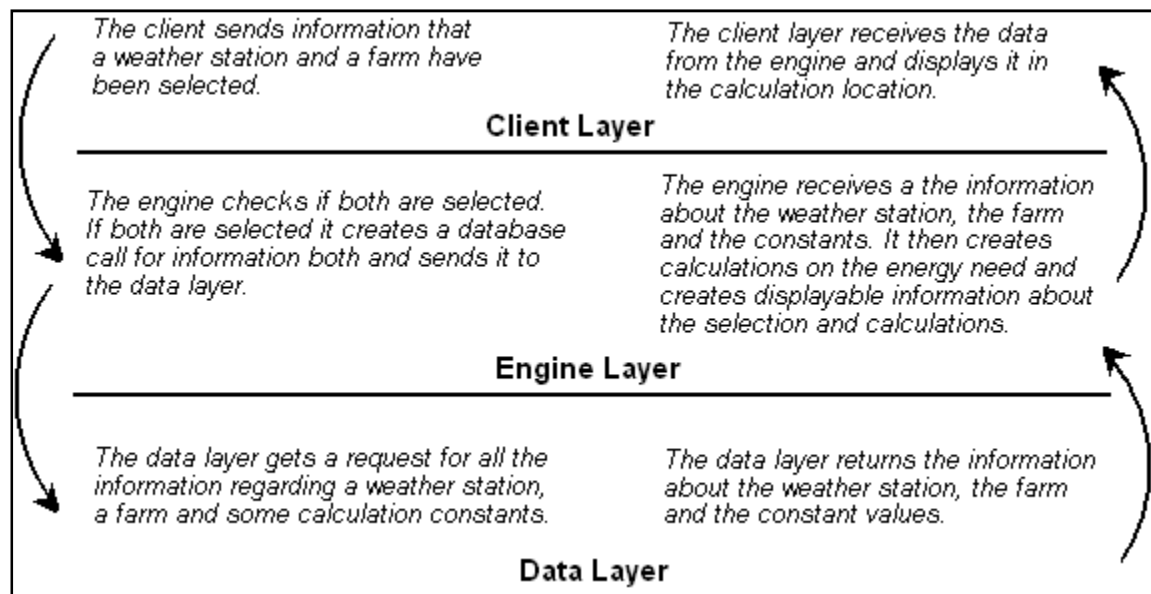 The client sends information that
a weather station and a farm have
been selected.
The client layer receives the data
from the engine and displays it in
the calculation location.
Client Layer
The engine checks if both are selected.
If both are selected it creates a database
call for information both and sends it to
the data layer.
The engine receives a the information
about the weather station, the farm
and the constants. It then creates
calculations on the energy need and
creates displayable information about
the selection and calculations.
Engine Layer
The data layer gets a request for all the
information regarding a weather station,
a farm and some calculation constants.
The data layer returns the information
about the weather station, the farm
and the constant values.
Data Layer